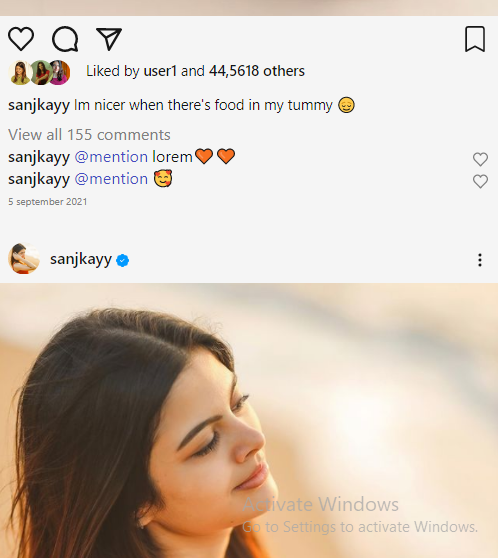 Liked by user1 and 44,5618 others
sanjkayy Im nicer when there's food in my tummy 😌
View all 155 comments
sanjkayy @mention lorem🧡🧡
sanjkayy @mention 🥰
5 september 2021
sanjkayy
Activate Windows
Go to Settings to activate Windows.